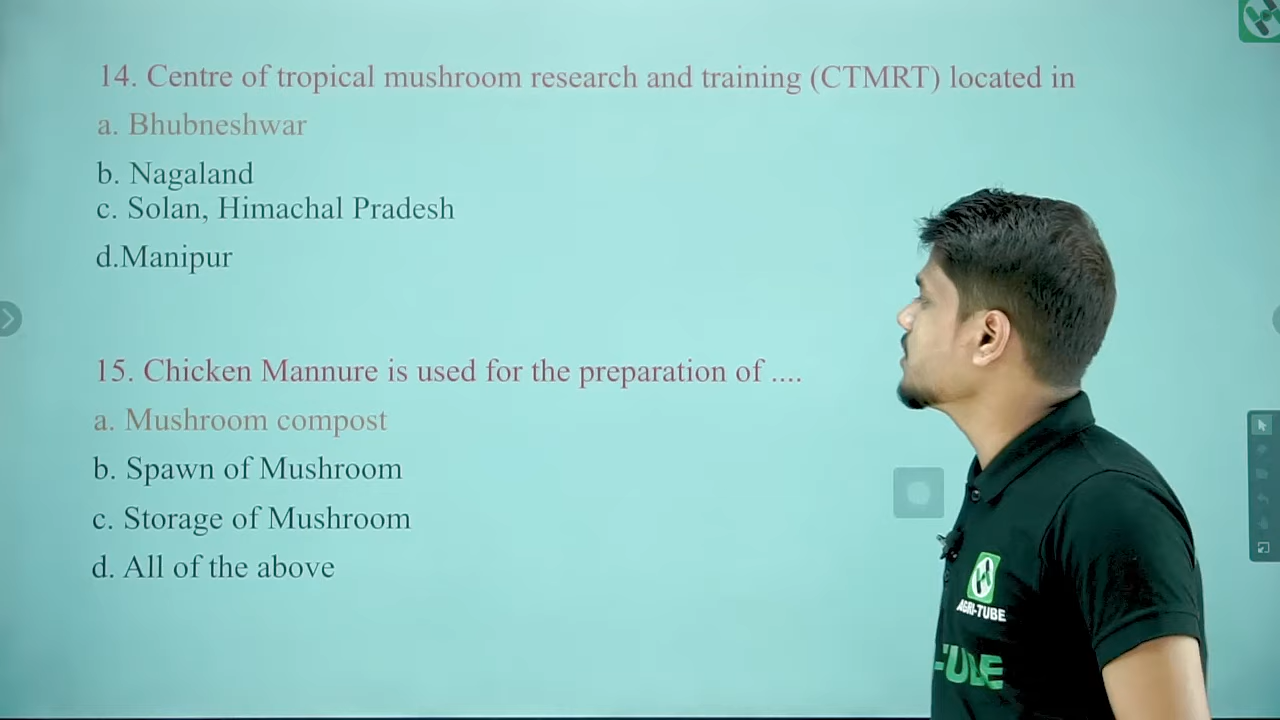 14. Centre of tropical mushroom research and training (CTMRT) located in
a. Bhubneshwar
b. Nagaland
c. Solan, Himachal Pradesh
d.Manipur
15. Chicken Mannure is used for the preparation of ....
a. Mushroom compost
b. Spawn of Mushroom
c. Storage of Mushroom
d. All of the above
AGRI-TUBE
-TUBE